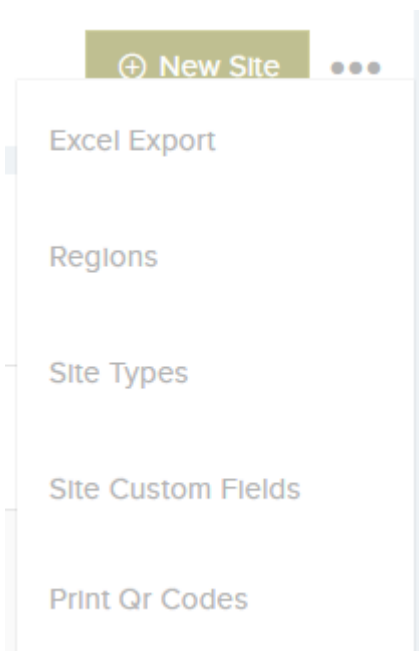 New Site
Excel Export
Regions
Site Types
Site Custom Fields
Print Qr Codes